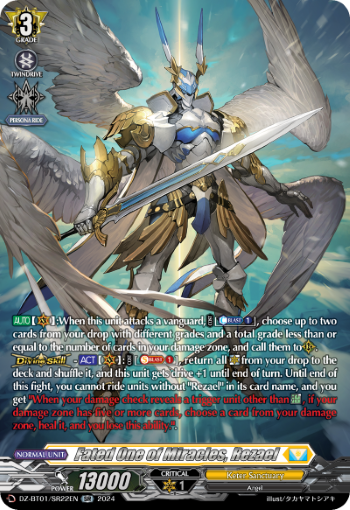 3
GRADE
TWINDRIVE
PERSONA RIDE
AUTO【】:When this unit attacks a vanguard, [BLAST 1], choose up to two
cards from your drop with different grades and a total grade less than or
equal to the number of cards in your damage zone, and call them to .
Divine Skill - ACT【】:[BLAST 1], return all from your drop to the
deck and shuffle it, and this unit gets drive +1 until end of turn. Until end of
this fight, you cannot ride units without "Rezael" in its card name, and you
get "When your damage check reveals a trigger unit other than , if your
damage zone has five or more cards, choose a card from your damage
zone, heal it, and you lose this ability."
NORMAL UNIT
Fated One of Miracles, Rezael
POWER 13000
CRITICAL
1
Keter Sanctuary
Angel
DZ-BT01/SR22EN SR 2024
Illust/タカヤマトシアキ